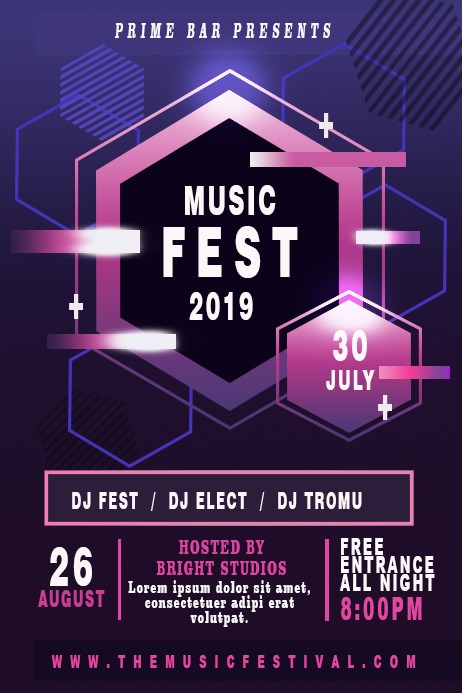 PRIME BAR PRESENTS
MUSIC
FEST
2019
30
JULY
DJ FEST / DJ ELECT / DJ TROMU
26
AUGUST
HOSTED BY
BRIGHT STUDIOS
Lorem ipsum dolor sit amet,
consectetuer adipi erat
volutpat.
FREE
ENTRANCE
ALL NIGHT
8:00PM
WWW.THEMUSICFESTIVAL.COM